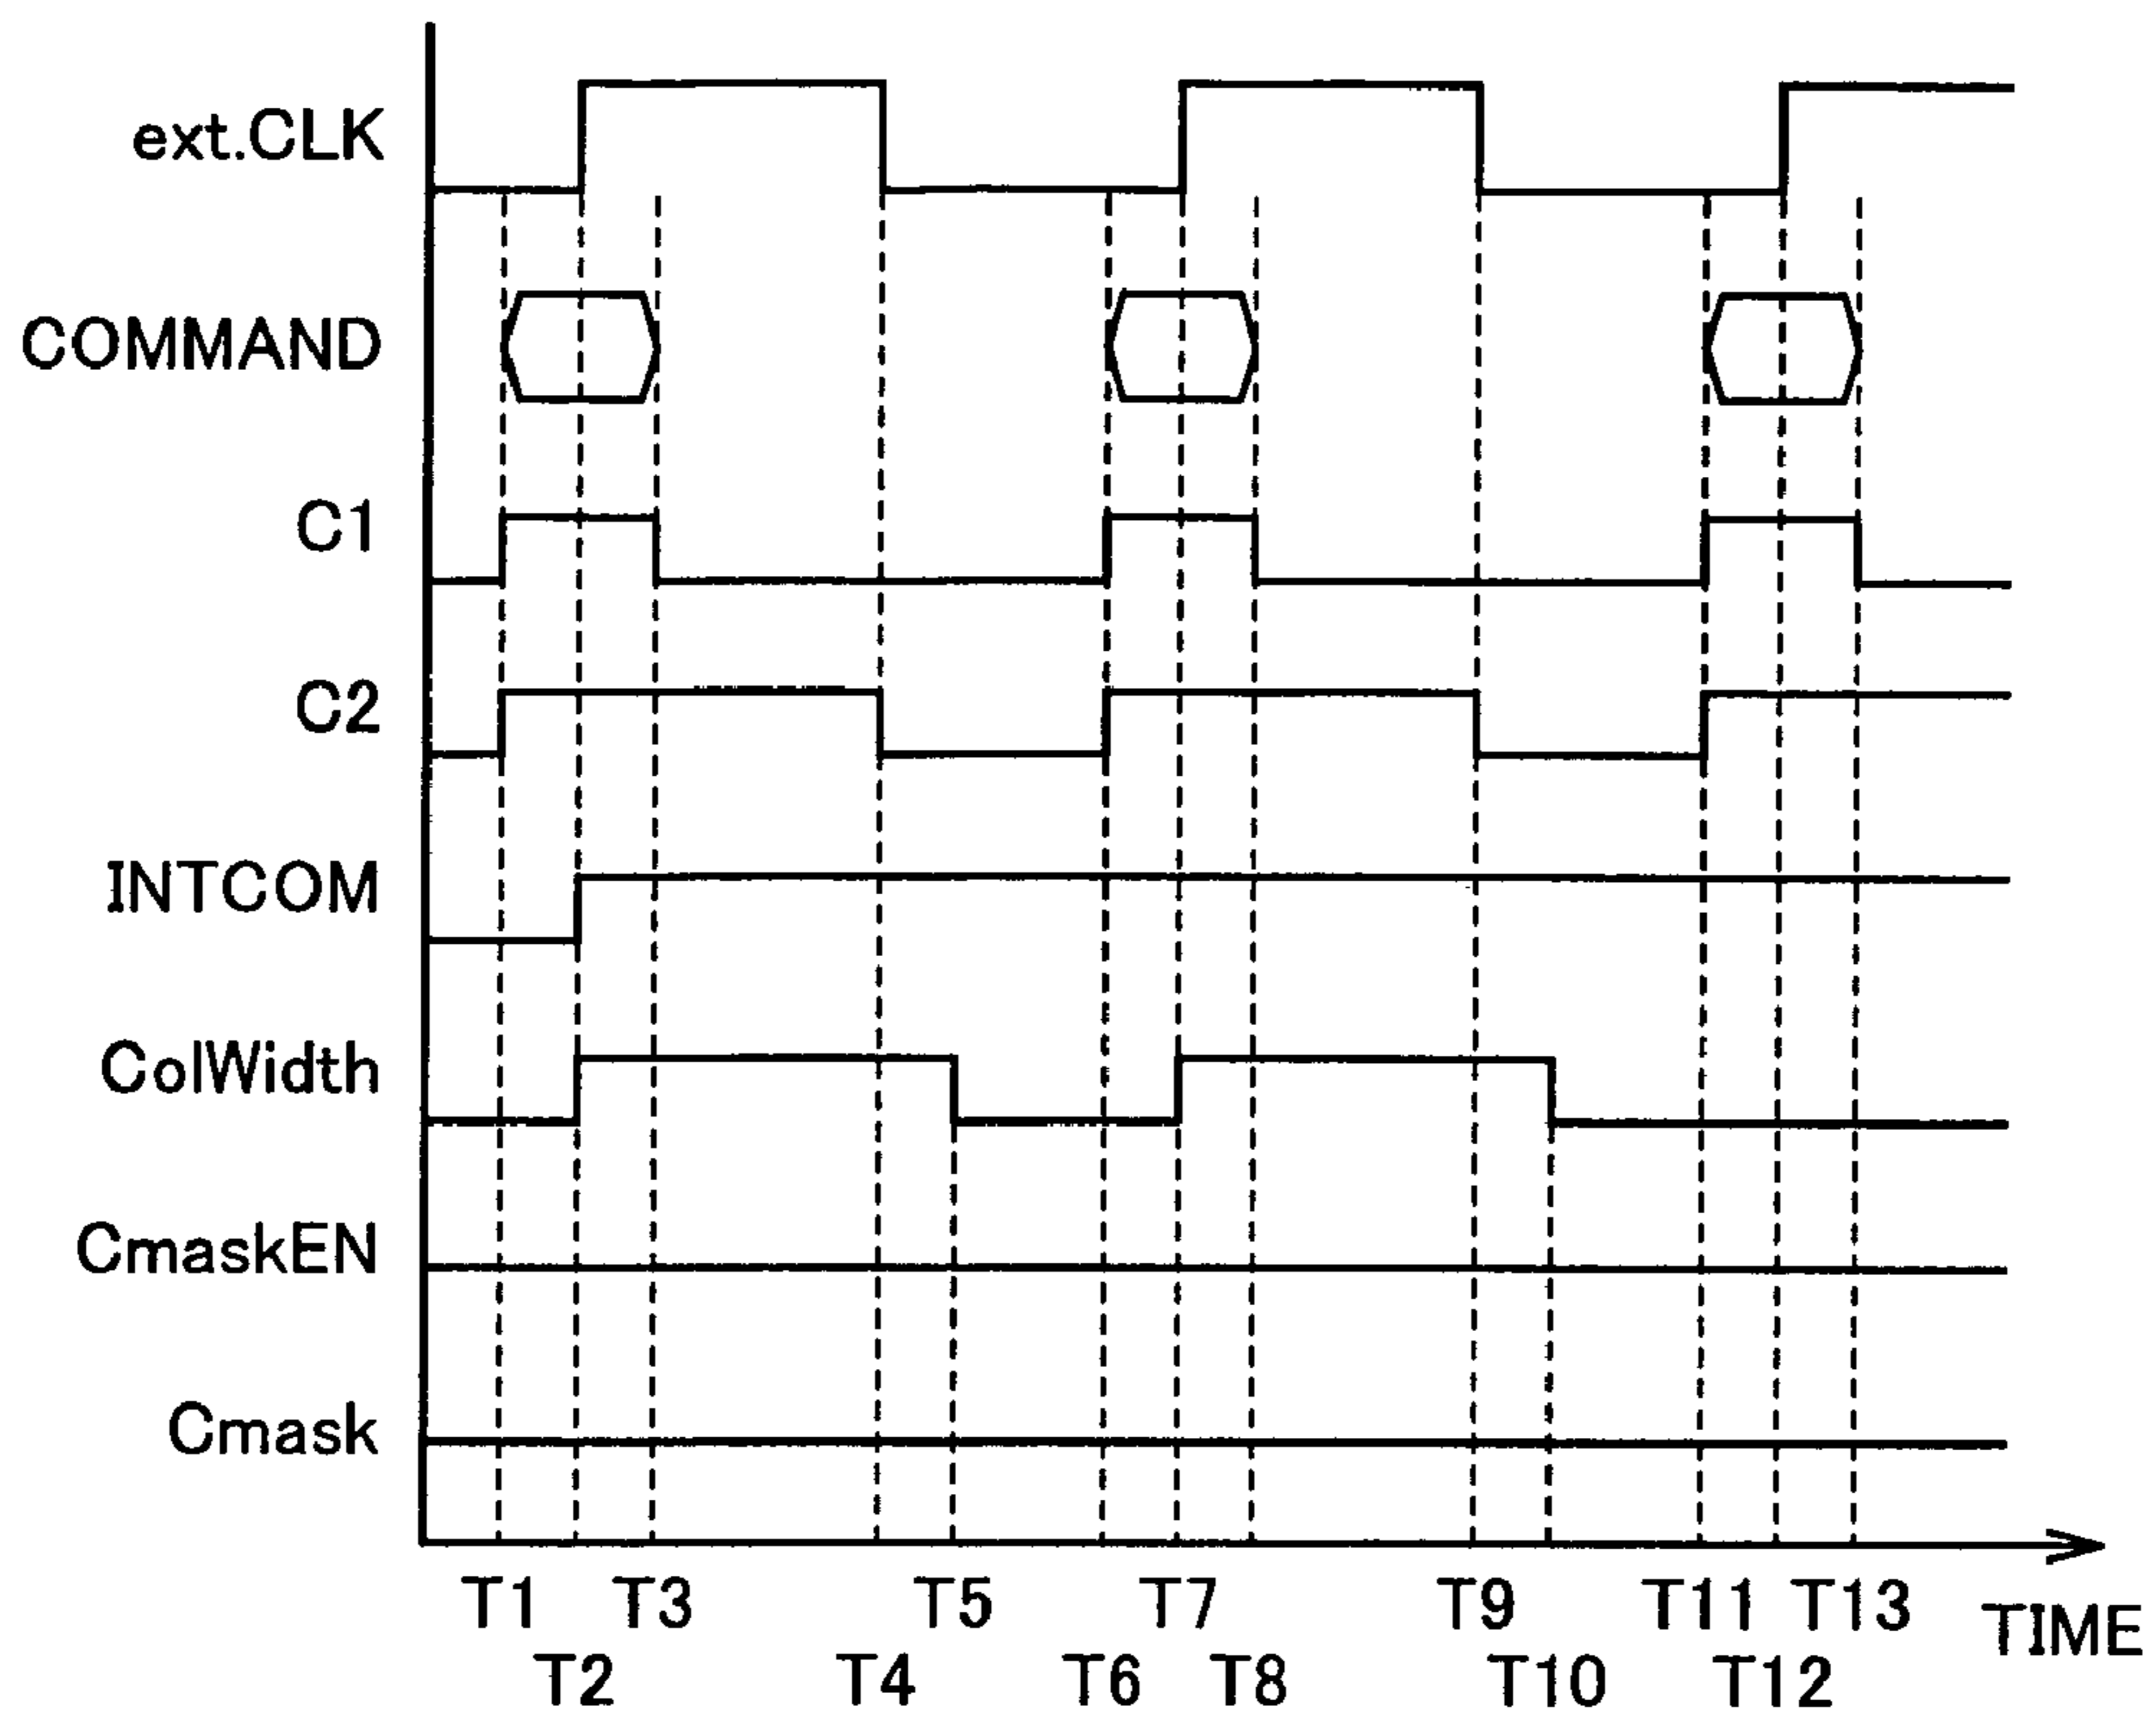 ext.CLK
COMMAND
C1
C2
INTCOM
ColWidth
CmaskEN
Cmask
T1 T3 T5 T7 T9 T11 T13 TIME
T2 T4 T6 T8 T10 T12